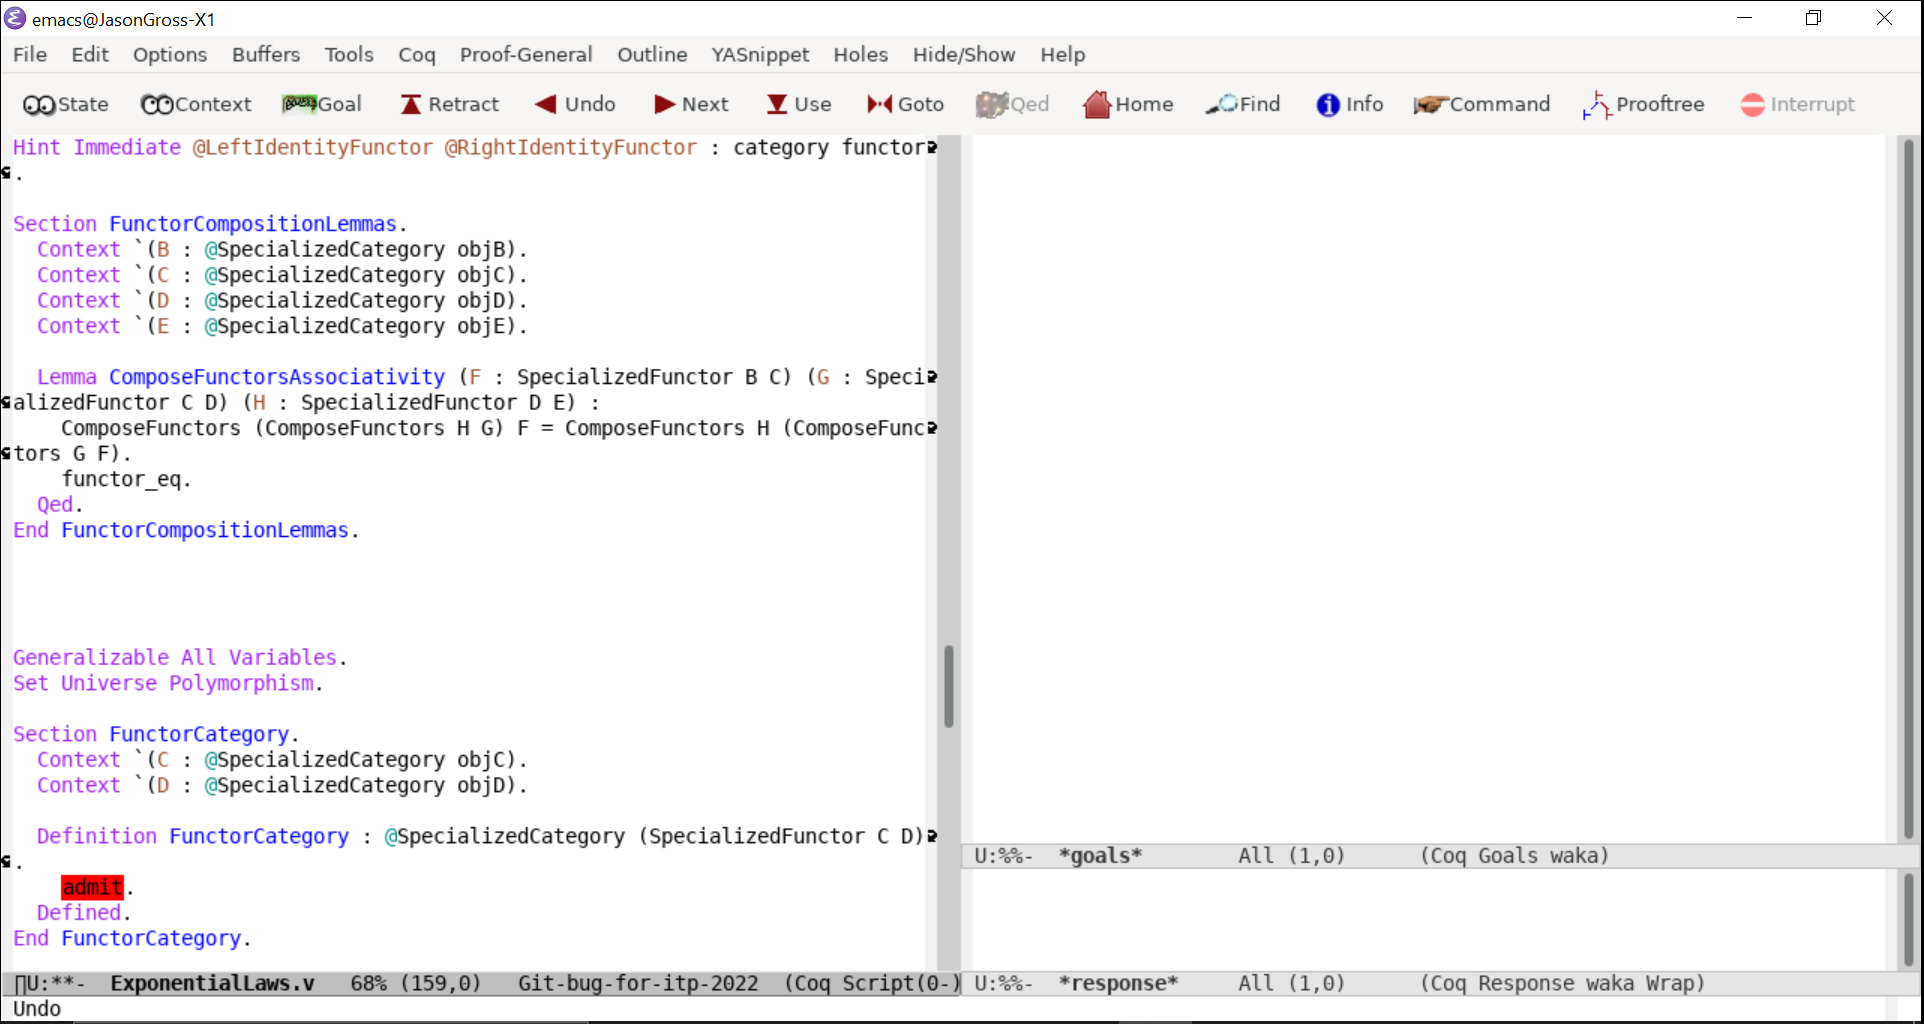 emacs@JasonGross-X1
File Edit Options Buffers Tools Coq Proof-General Outline YASnippet Holes Hide/Show Help
State Context Goal Retract Undo Next Use Goto Qed Home Find Info Command Prooftree Interrupt
Hint Immediate @LeftIdentityFunctor @RightIdentityFunctor : category functor
.
Section FunctorCompositionLemmas.
  Context `(B : @SpecializedCategory objB).
  Context `(C : @SpecializedCategory objC).
  Context `(D : @SpecializedCategory objD).
  Context `(E : @SpecializedCategory objE).
  Lemma ComposeFunctorsAssociativity (F : SpecializedFunctor B C) (G : Speci
alizedFunctor C D) (H : SpecializedFunctor D E) :
    ComposeFunctors (ComposeFunctors H G) F = ComposeFunctors H (ComposeFunc
tors G F).
    functor_eq.
  Qed.
End FunctorCompositionLemmas.
Generalizable All Variables.
Set Universe Polymorphism.
Section FunctorCategory.
  Context `(C : @SpecializedCategory objC).
  Context `(D : @SpecializedCategory objD).
  Definition FunctorCategory : @SpecializedCategory (SpecializedFunctor C D)
.
    admit.
  Defined.
End FunctorCategory.
U:**-  ExponentialLaws.v   68% (159,0)   Git-bug-for-itp-2022  (Coq Script(0-)
Undo
U:%%-  *goals*        All (1,0)      (Coq Goals waka)
U:%%-  *response*     All (1,0)      (Coq Response waka Wrap)